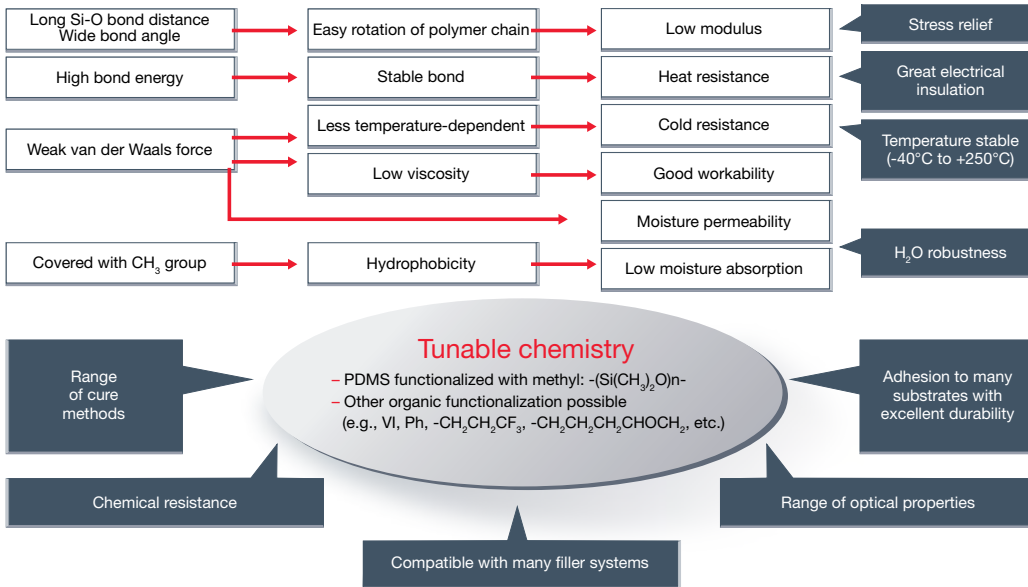 Long Si-O bond distance
Wide bond angle
Easy rotation of polymer chain
Low modulus
Stress relief
High bond energy
Stable bond
Heat resistance
Great electrical
insulation
Weak van der Waals force
Less temperature-dependent
Cold resistance
Temperature stable
(-40°C to +250°C)
Low viscosity
Good workability
Moisture permeability
Covered with CH₃ group
Hydrophobicity
Low moisture absorption
H₂O robustness
Tunable chemistry
– PDMS functionalized with methyl: -(Si(CH₃)₂O)n-
– Other organic functionalization possible
(e.g., VI, Ph, -CH₂CH₂CF₃, -CH₂CH₂CH₂CHOCH₂, etc.)
Range
of cure
methods
Adhesion to many
substrates with
excellent durability
Chemical resistance
Range of optical properties
Compatible with many filler systems